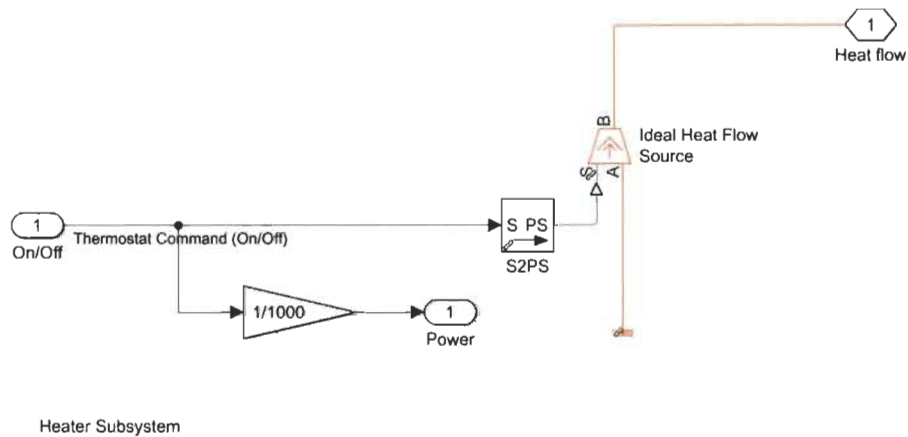 1
Heat flow
B
Ideal Heat Flow
Source
S
A
1
On/Off
Thermostat Command (On/Off)
S PS
S2PS
1/1000
1
Power
Heater Subsystem